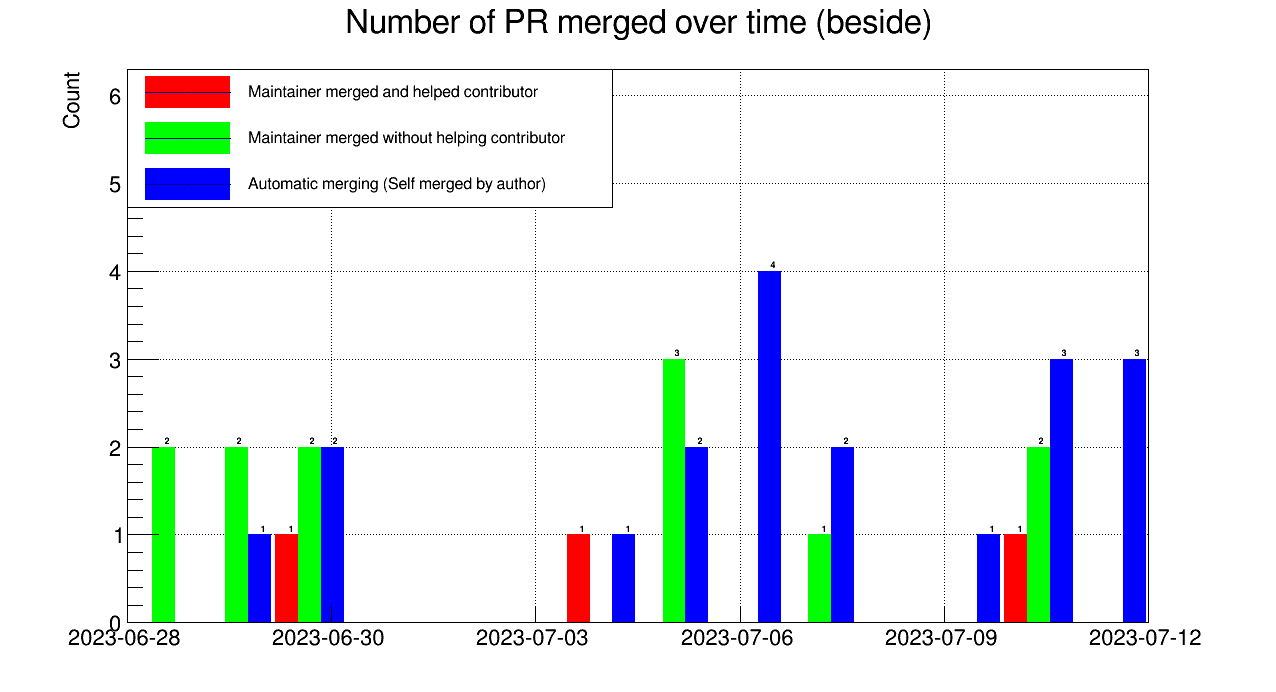 Number of PR merged over time (beside)
Count
Maintainer merged and helped contributor
Maintainer merged without helping contributor
Automatic merging (Self merged by author)
6
5
4
3
2
1
0
2 2 1 1 2 2 1 1 3 2 4 1 2 1 1 2 3 3
2023-06-28 2023-06-30 2023-07-03 2023-07-06 2023-07-09 2023-07-12